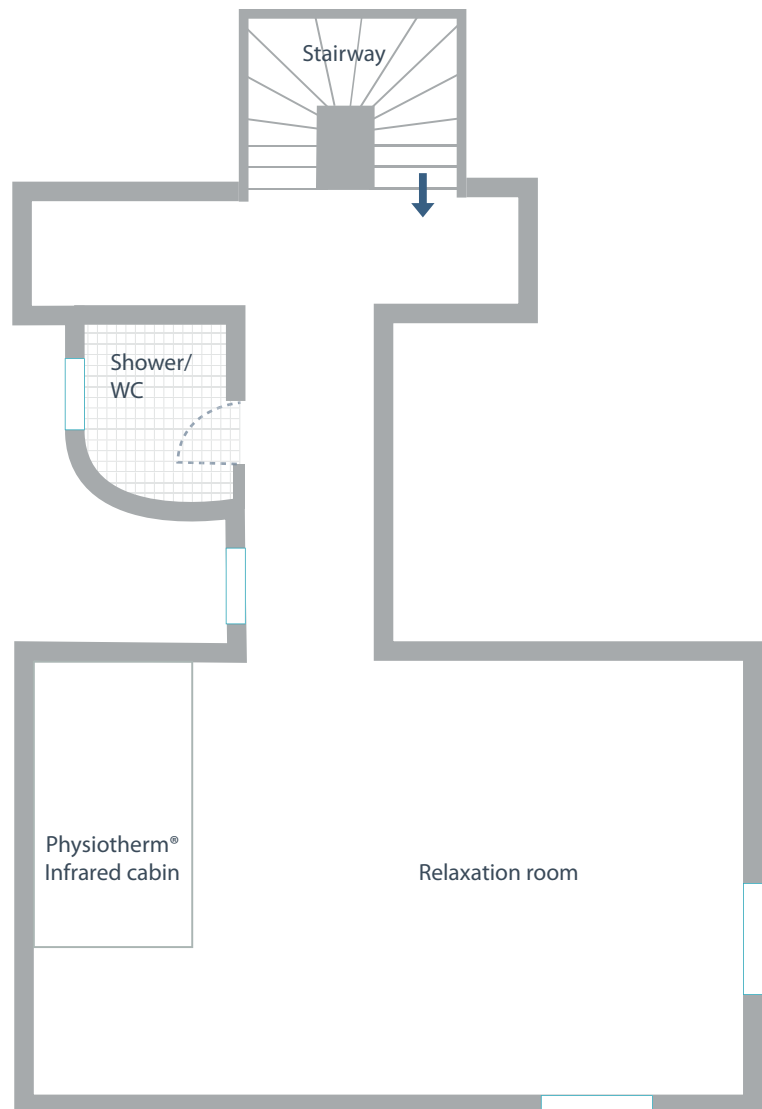 Stairway
Shower/
WC
Physiotherm®
Infrared cabin
Relaxation room